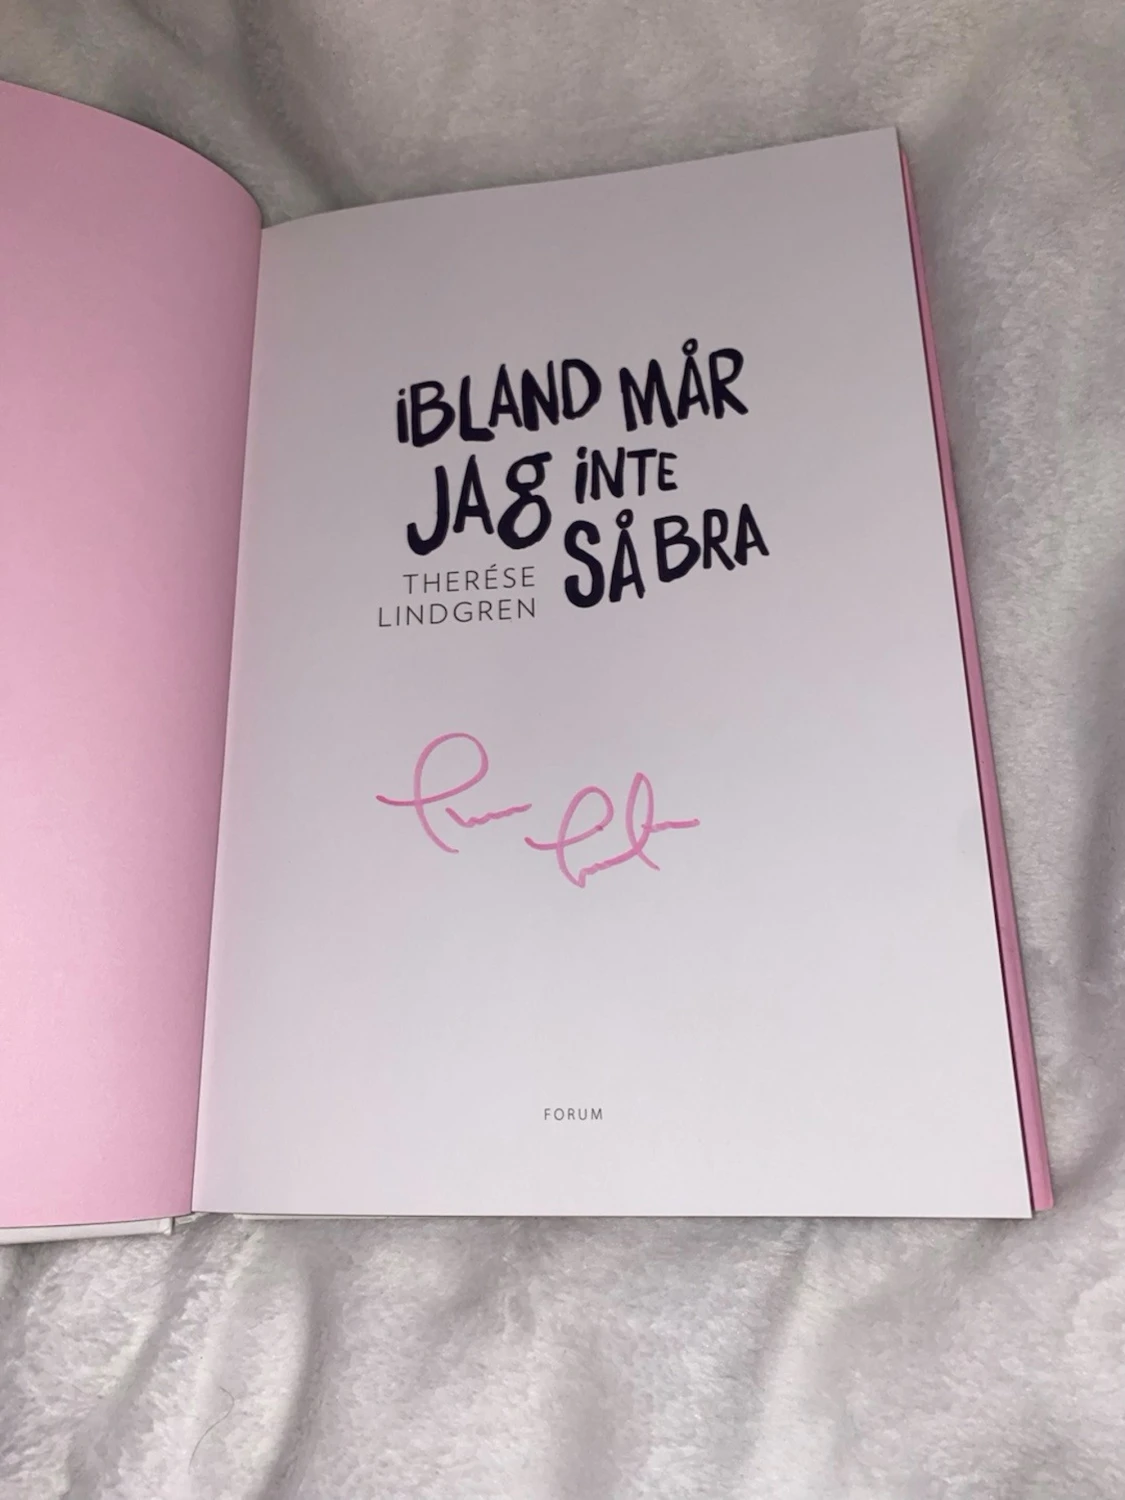 iBLAND MÅR
JAg iNTE
SÅ BRA
THERÉSE
LINDGREN
FORUM